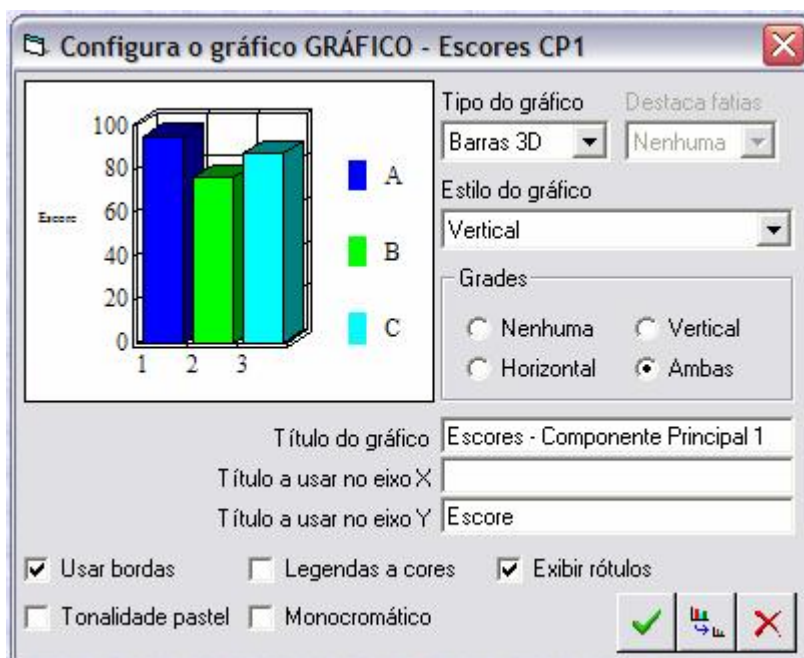 Configura o gráfico GRÁFICO - Escores CP1
100
80
60
40
20
0
Escore
1 2 3
A
B
C
Tipo do gráfico Destaca fatias
Barras 3D Nenhuma
Estilo do gráfico
Vertical
Grades
Nenhuma Vertical
Horizontal Ambas
Título do gráfico Escores - Componente Principal 1
Título a usar no eixo X
Título a usar no eixo Y Escore
Usar bordas Legendas a cores Exibir rótulos
Tonalidade pastel Monocromático